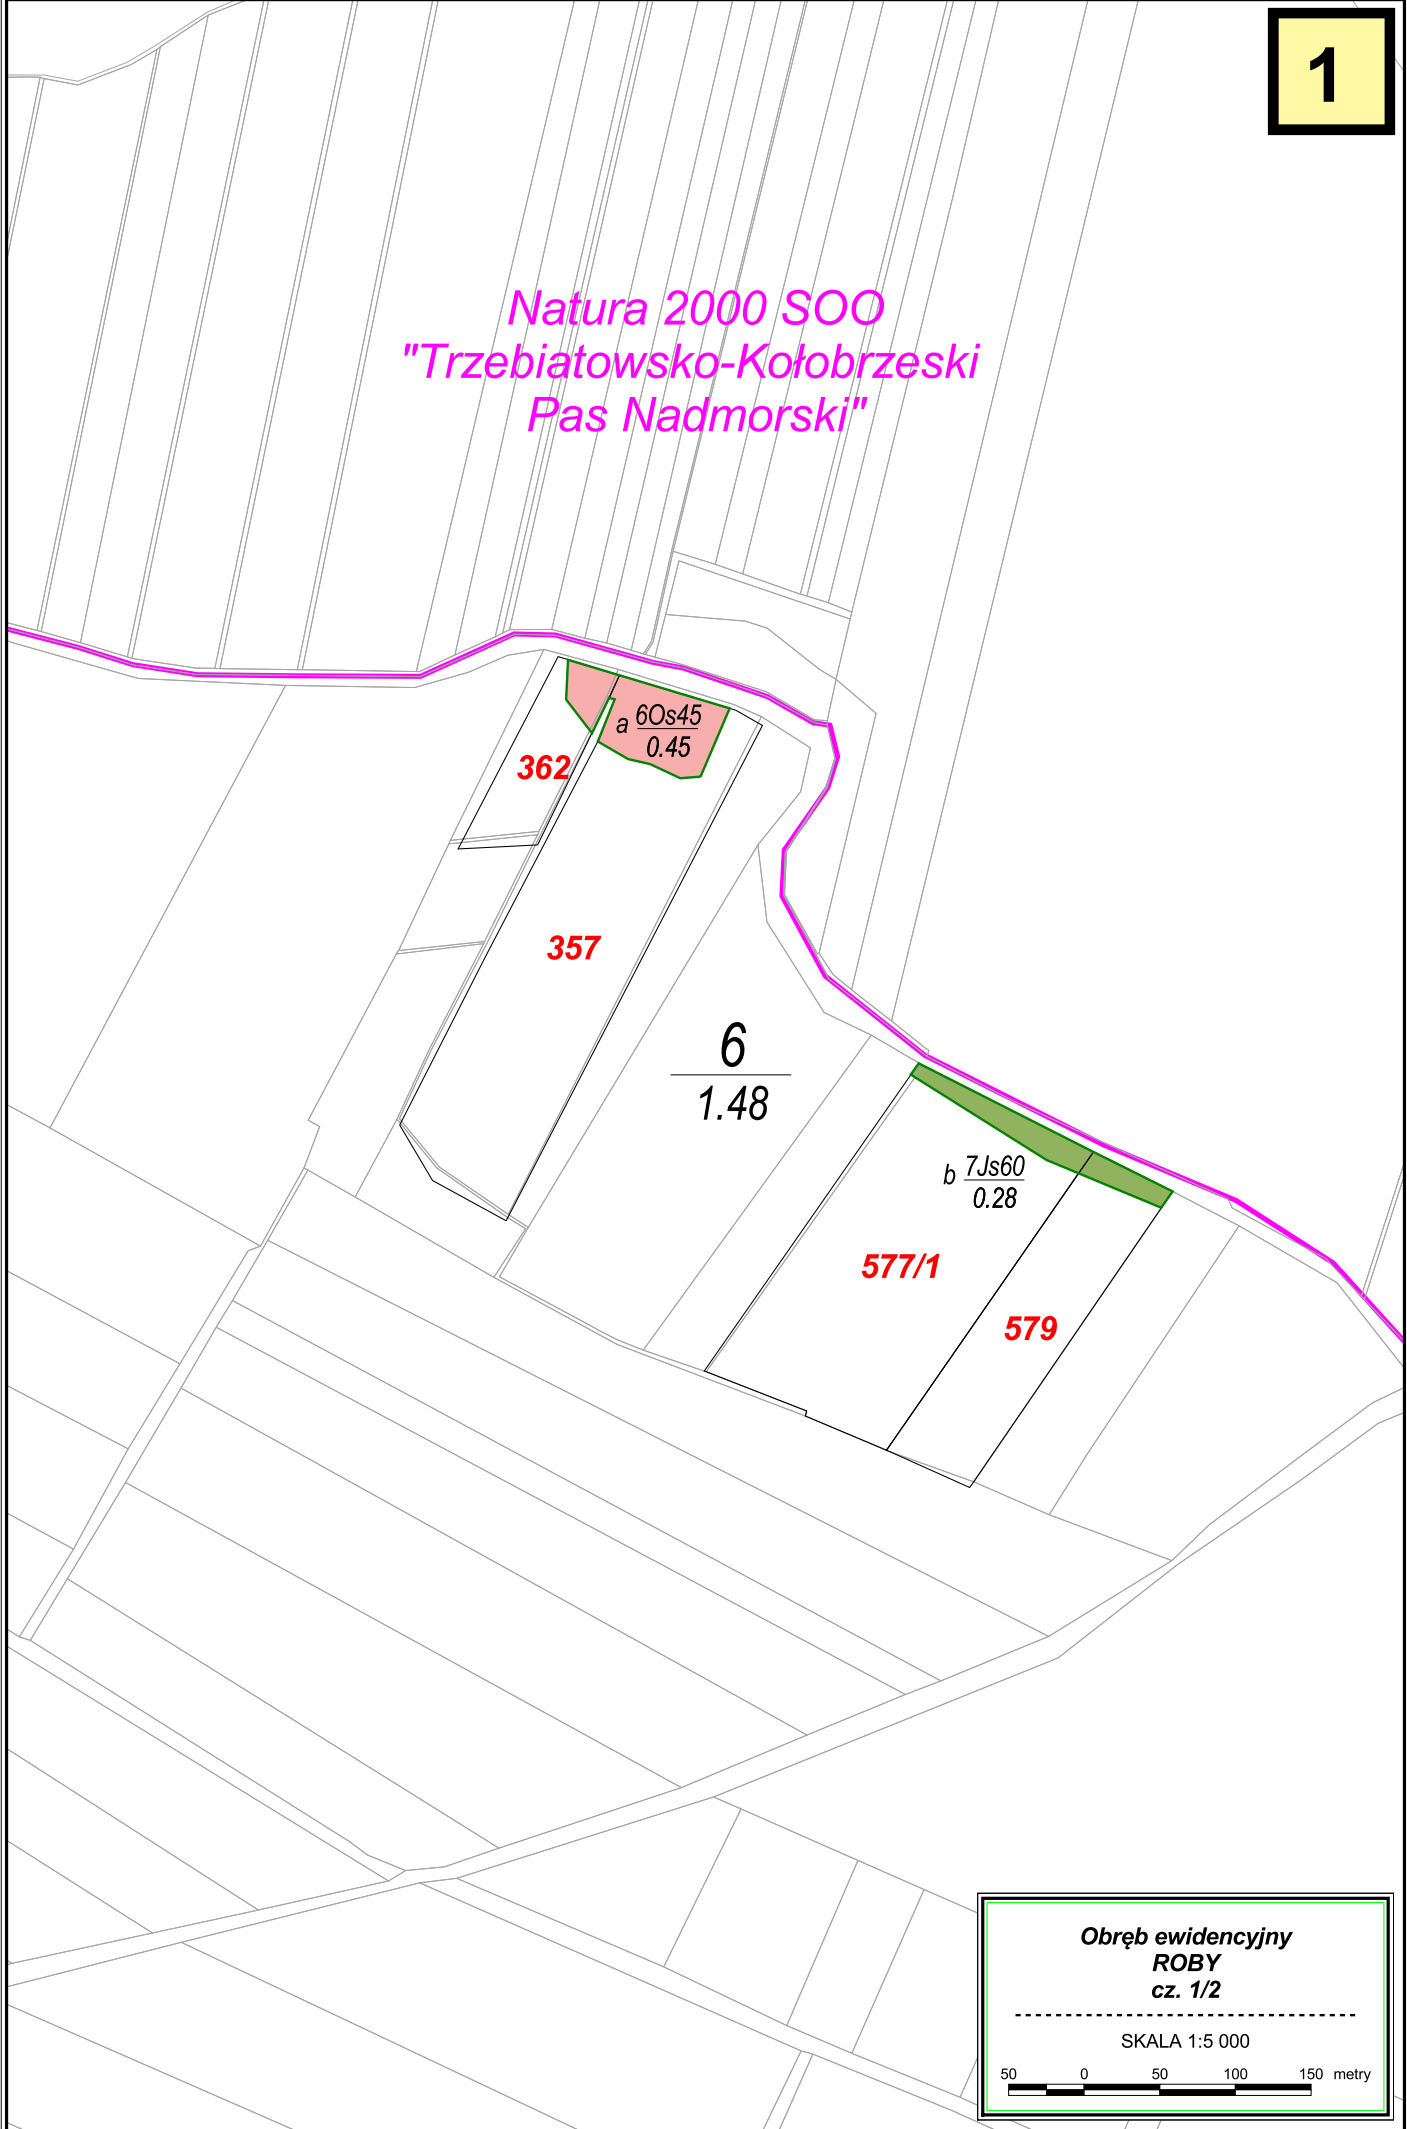 1
Natura 2000 SOO
"Trzebiatowsko-Kołobrzeski
Pas Nadmorski"
a 6Os45
0.45
362
357
6
1.48
b 7Js60
0.28
577/1
579
Obręb ewidencyjny
ROBY
cz. 1/2
SKALA 1:5 000
50 0 50 100 150 metry